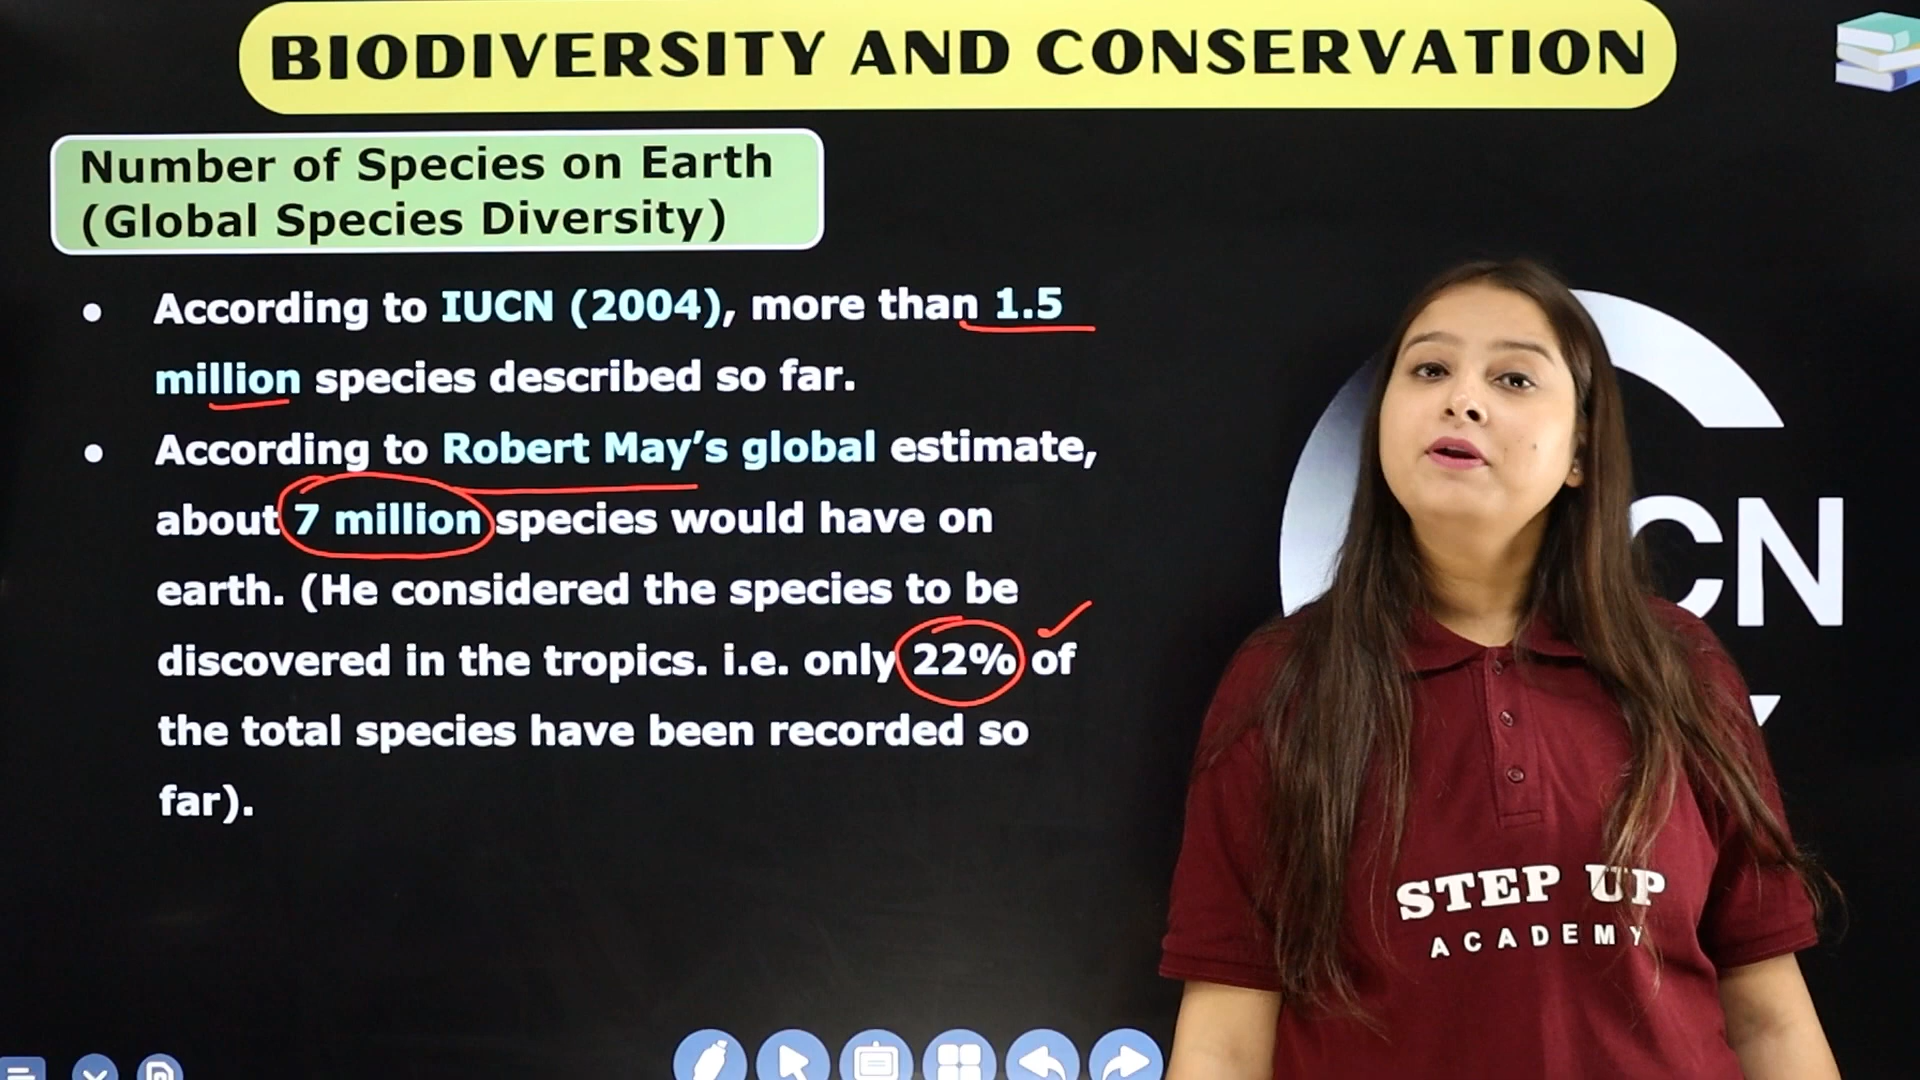 BIODIVERSITY AND CONSERVATION
Number of Species on Earth
(Global Species Diversity)
• According to IUCN (2004), more than 1.5
million species described so far.
• According to Robert May’s global estimate,
about 7 million species would have on
earth. (He considered the species to be
discovered in the tropics. i.e. only 22% of
the total species have been recorded so
far).
CN
STEP UP
ACADEMY